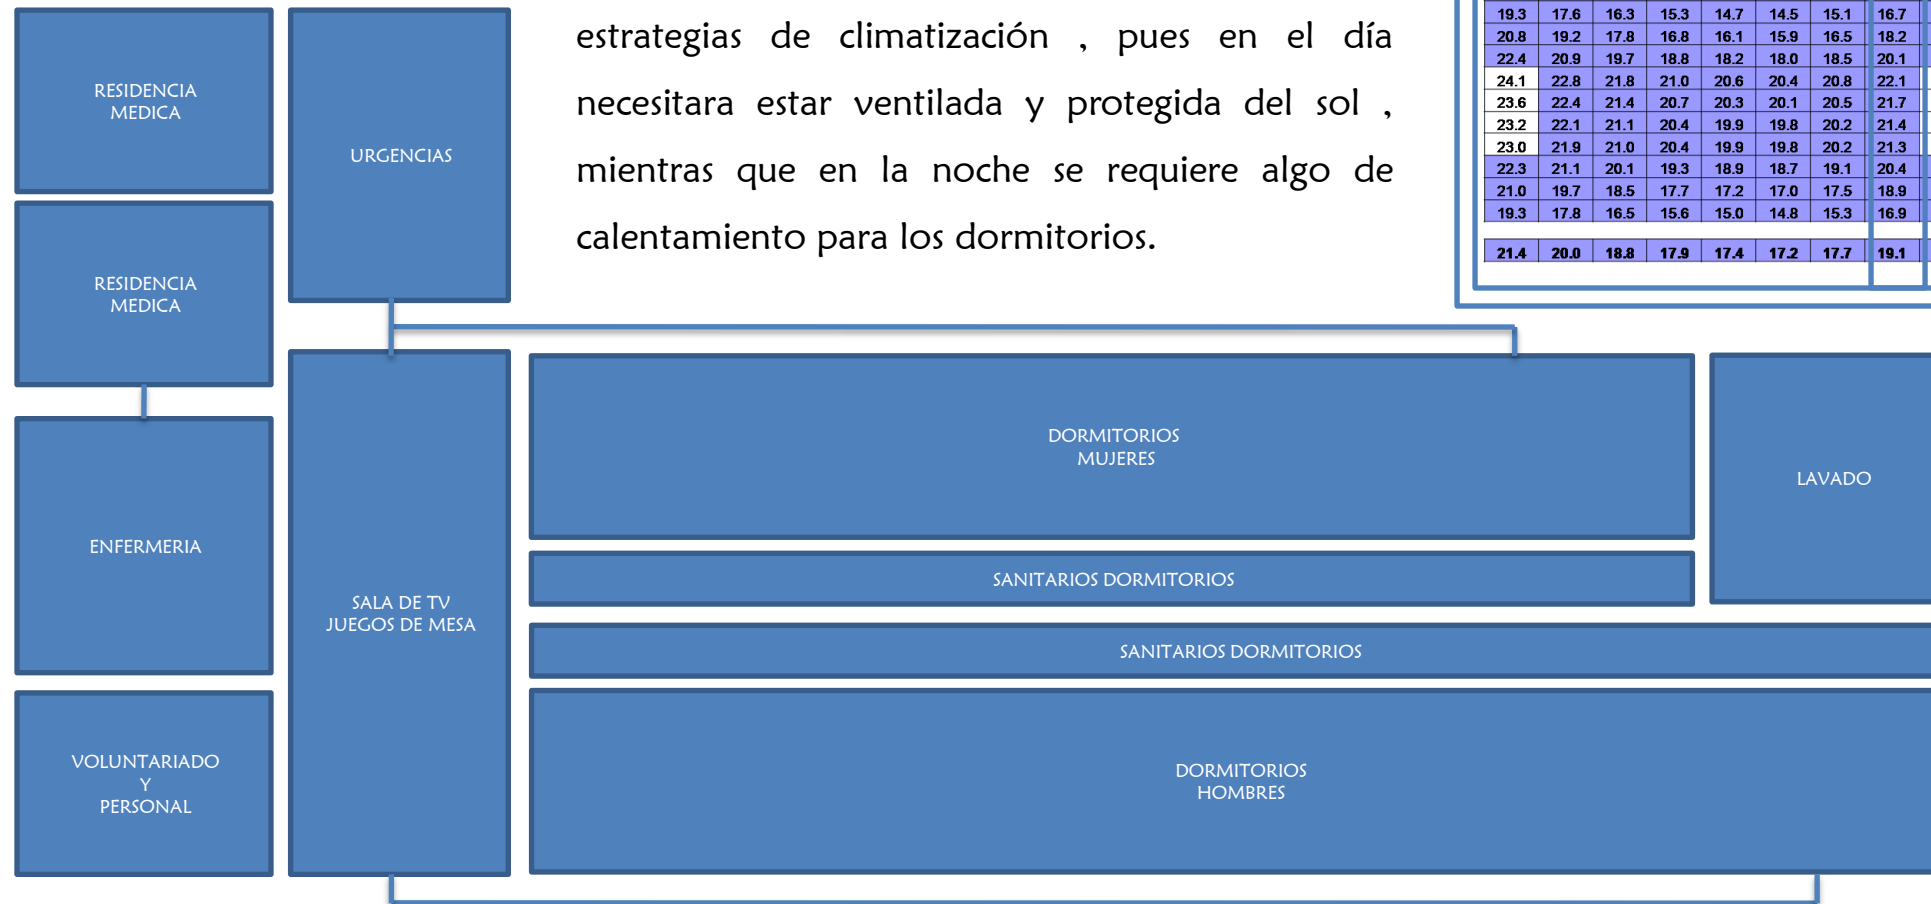 RESIDENCIA
MEDICA
URGENCIAS
estrategias de climatización , pues en el día
necesitara estar ventilada y protegida del sol ,
mientras que en la noche se requiere algo de
calentamiento para los dormitorios.
19.3 17.6 16.3 15.3 14.7 14.5 15.1 16.7
20.8 19.2 17.8 16.8 16.1 15.9 16.5 18.2
22.4 20.9 19.7 18.8 18.2 18.0 18.5 20.1
24.1 22.8 21.8 21.0 20.6 20.4 20.8 22.1
23.6 22.4 21.4 20.7 20.3 20.1 20.5 21.7
23.2 22.1 21.1 20.4 19.9 19.8 20.2 21.4
23.0 21.9 21.0 20.4 19.9 19.8 20.2 21.3
22.3 21.1 20.1 19.3 18.9 18.7 19.1 20.4
21.0 19.7 18.5 17.7 17.2 17.0 17.5 18.9
19.3 17.8 16.5 15.6 15.0 14.8 15.3 16.9
21.4 20.0 18.8 17.9 17.4 17.2 17.7 19.1
RESIDENCIA
MEDICA
ENFERMERIA
VOLUNTARIADO
Y
PERSONAL
SALA DE TV
JUEGOS DE MESA
DORMITORIOS
MUJERES
LAVADO
SANITARIOS DORMITORIOS
SANITARIOS DORMITORIOS
DORMITORIOS
HOMBRES